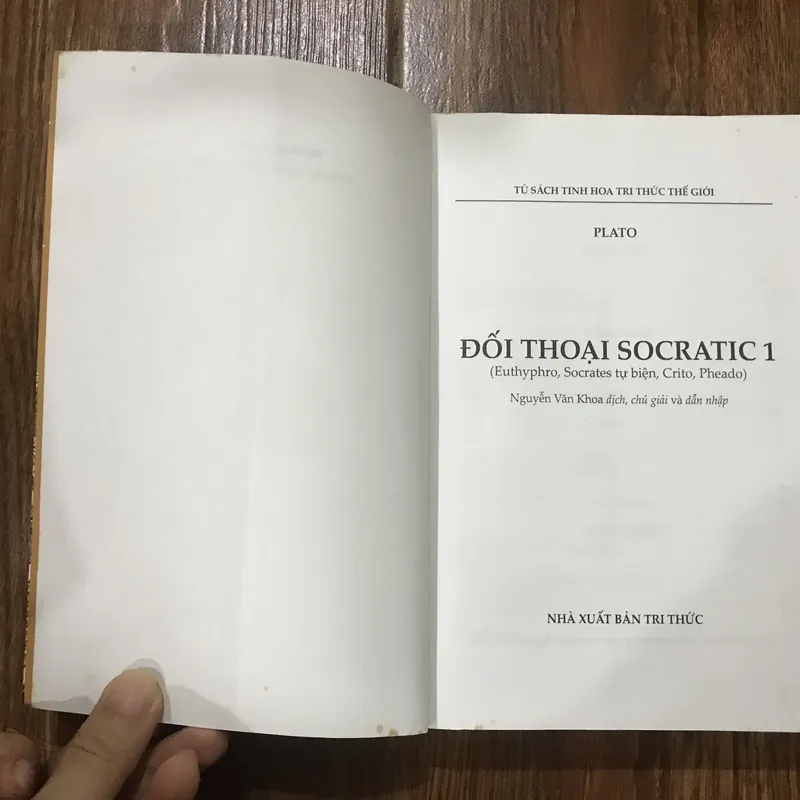 TỦ SÁCH TINH HOA TRI THỨC THẾ GIỚI
PLATO
ĐỐI THOẠI SOCRATIC 1
(Euthyphro, Socrates tự biện, Crito, Pheado)
Nguyễn Văn Khoa dịch, chú giải và dẫn nhập
NHÀ XUẤT BẢN TRI THỨC